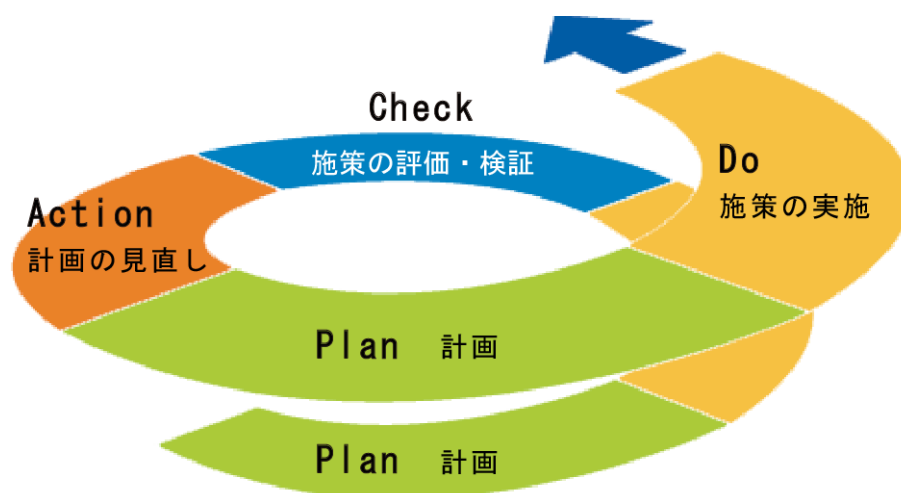 Check
施策の評価・検証
Do
施策の実施
Action
計画の見直し
Plan 計画
Plan 計画